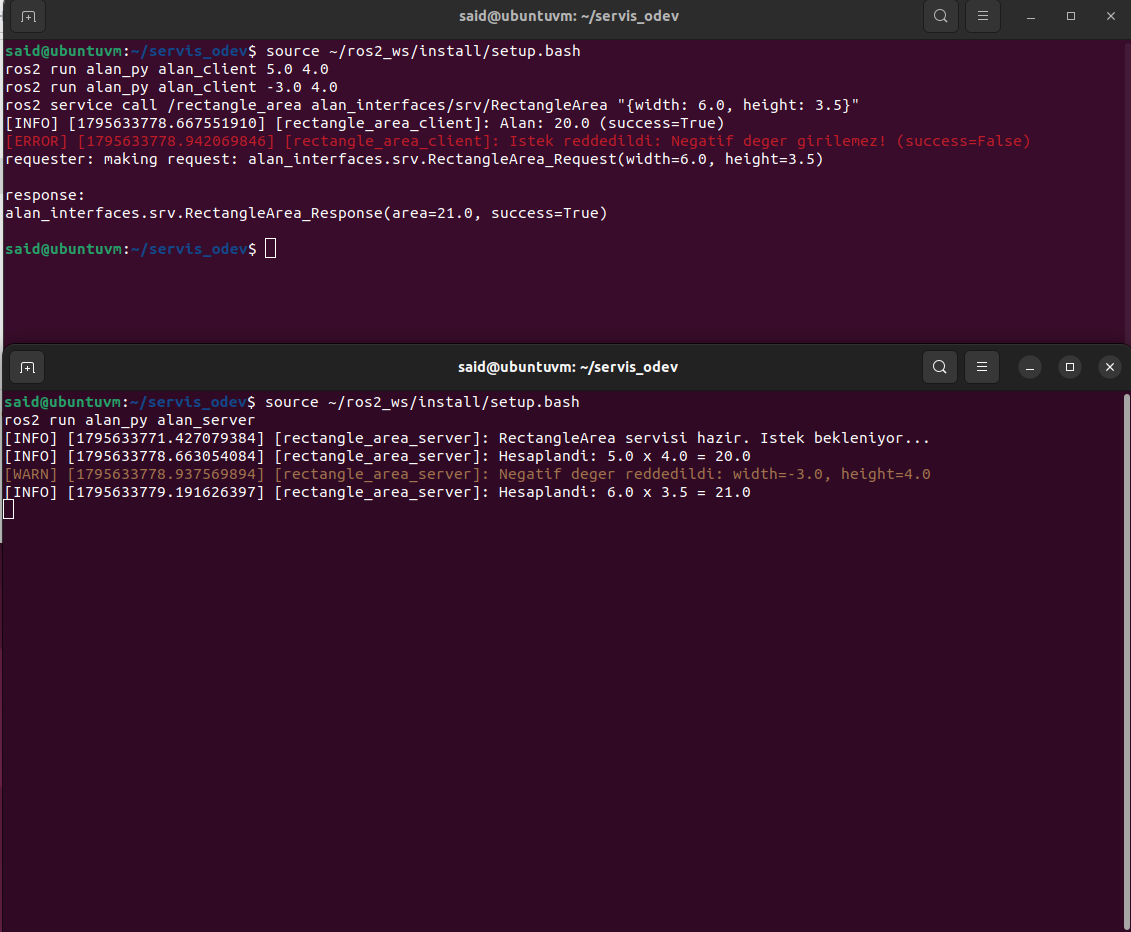 said@ubuntuvm: ~/servis_odev
said@ubuntuvm:~/servis_odev$ source ~/ros2_ws/install/setup.bash
ros2 run alan_py alan_client 5.0 4.0
ros2 run alan_py alan_client -3.0 4.0
ros2 service call /rectangle_area alan_interfaces/srv/RectangleArea "{width: 6.0, height: 3.5}"
[INFO] [1795633778.667551910] [rectangle_area_client]: Alan: 20.0 (success=True)
[ERROR] [1795633778.942069846] [rectangle_area_client]: Istek reddedildi: Negatif deger girilemez! (success=False)
requester: making request: alan_interfaces.srv.RectangleArea_Request(width=6.0, height=3.5)
response:
alan_interfaces.srv.RectangleArea_Response(area=21.0, success=True)
said@ubuntuvm:~/servis_odev$
said@ubuntuvm: ~/servis_odev
said@ubuntuvm:~/servis_odev$ source ~/ros2_ws/install/setup.bash
ros2 run alan_py alan_server
[INFO] [1795633771.427079384] [rectangle_area_server]: RectangleArea servisi hazir. Istek bekleniyor...
[INFO] [1795633778.663054084] [rectangle_area_server]: Hesaplandi: 5.0 x 4.0 = 20.0
[WARN] [1795633778.937569894] [rectangle_area_server]: Negatif deger reddedildi: width=-3.0, height=4.0
[INFO] [1795633779.191626397] [rectangle_area_server]: Hesaplandi: 6.0 x 3.5 = 21.0